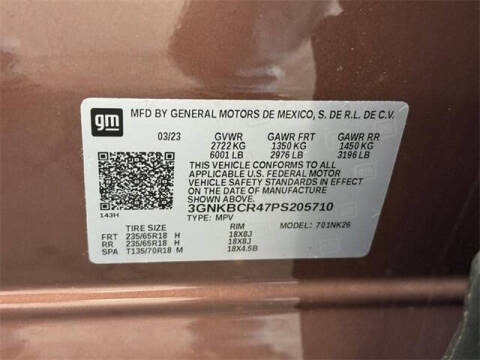 gm
MFD BY GENERAL MOTORS DE MEXICO, S. DE R.L. DE C.V.
03/23 GVWR GAWR FRT GAWR RR
2722 KG 1350 KG 1450 KG
6001 LB 2976 LB 3196 LB
THIS VEHICLE CONFORMS TO ALL
APPLICABLE U.S. FEDERAL MOTOR
VEHICLE SAFETY STANDARDS IN EFFECT
ON THE DATE OF MANUFACTURE
SHOWN ABOVE.
3GNKBCR47PS205710
143H TYPE: MPV
TIRE SIZE RIM MODEL: 701NK26
FRT 235/65R18 H 18X8J
RR 235/65R18 H 18X8J
SPA T135/70R18 M 18X4.5B